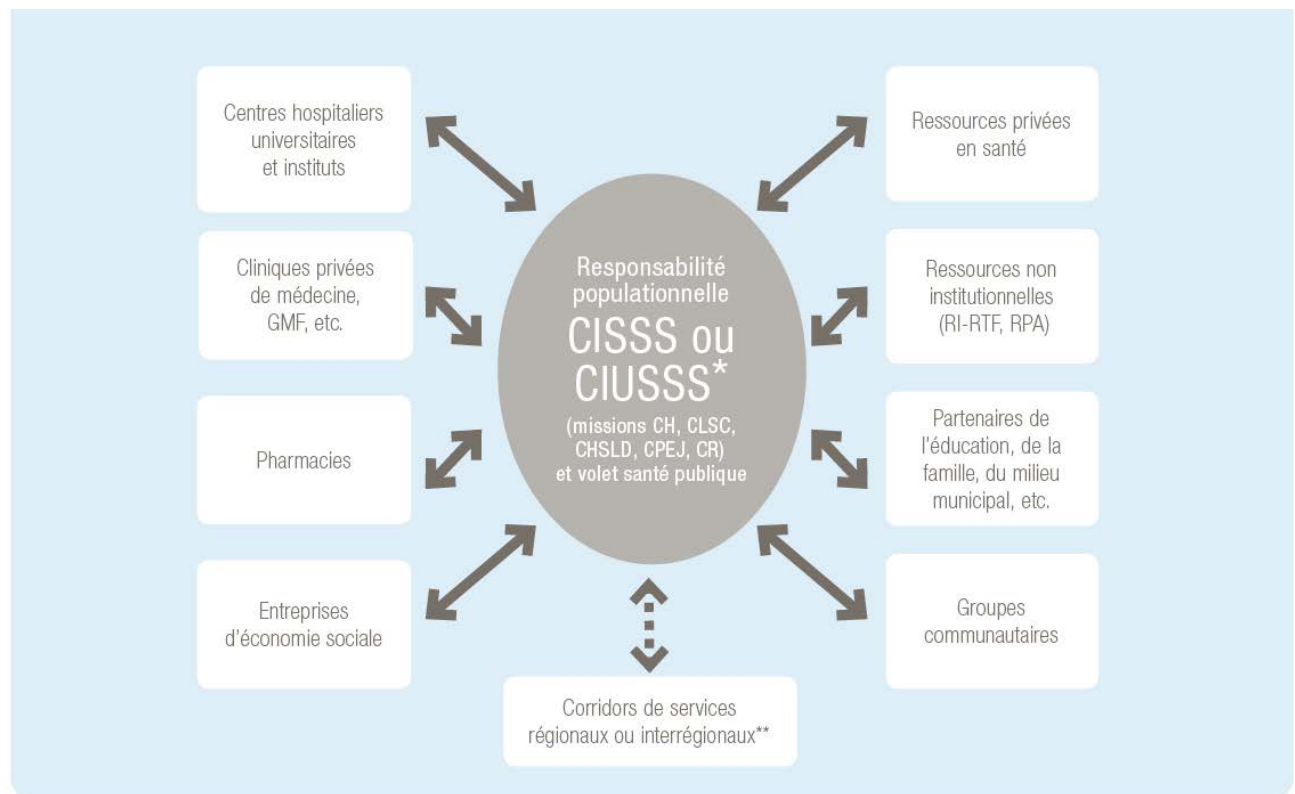 Centres hospitaliers
universitaires
et instituts
Cliniques privées
de médecine,
GMF, etc.
Pharmacies
Entreprises
d'économie sociale
Responsabilité
populationnelle
CISSS ou
CIUSSS*
(missions CH, CLSC,
CHSLD, CPEJ, CR)
et volet santé publique
Corridors de services
régionaux ou interrégionaux**
Ressources privées
en santé
Ressources non
institutionnelles
(RI-RTF, RPA)
Partenaires de
l'éducation, de la
famille, du milieu
municipal, etc.
Groupes
communautaires